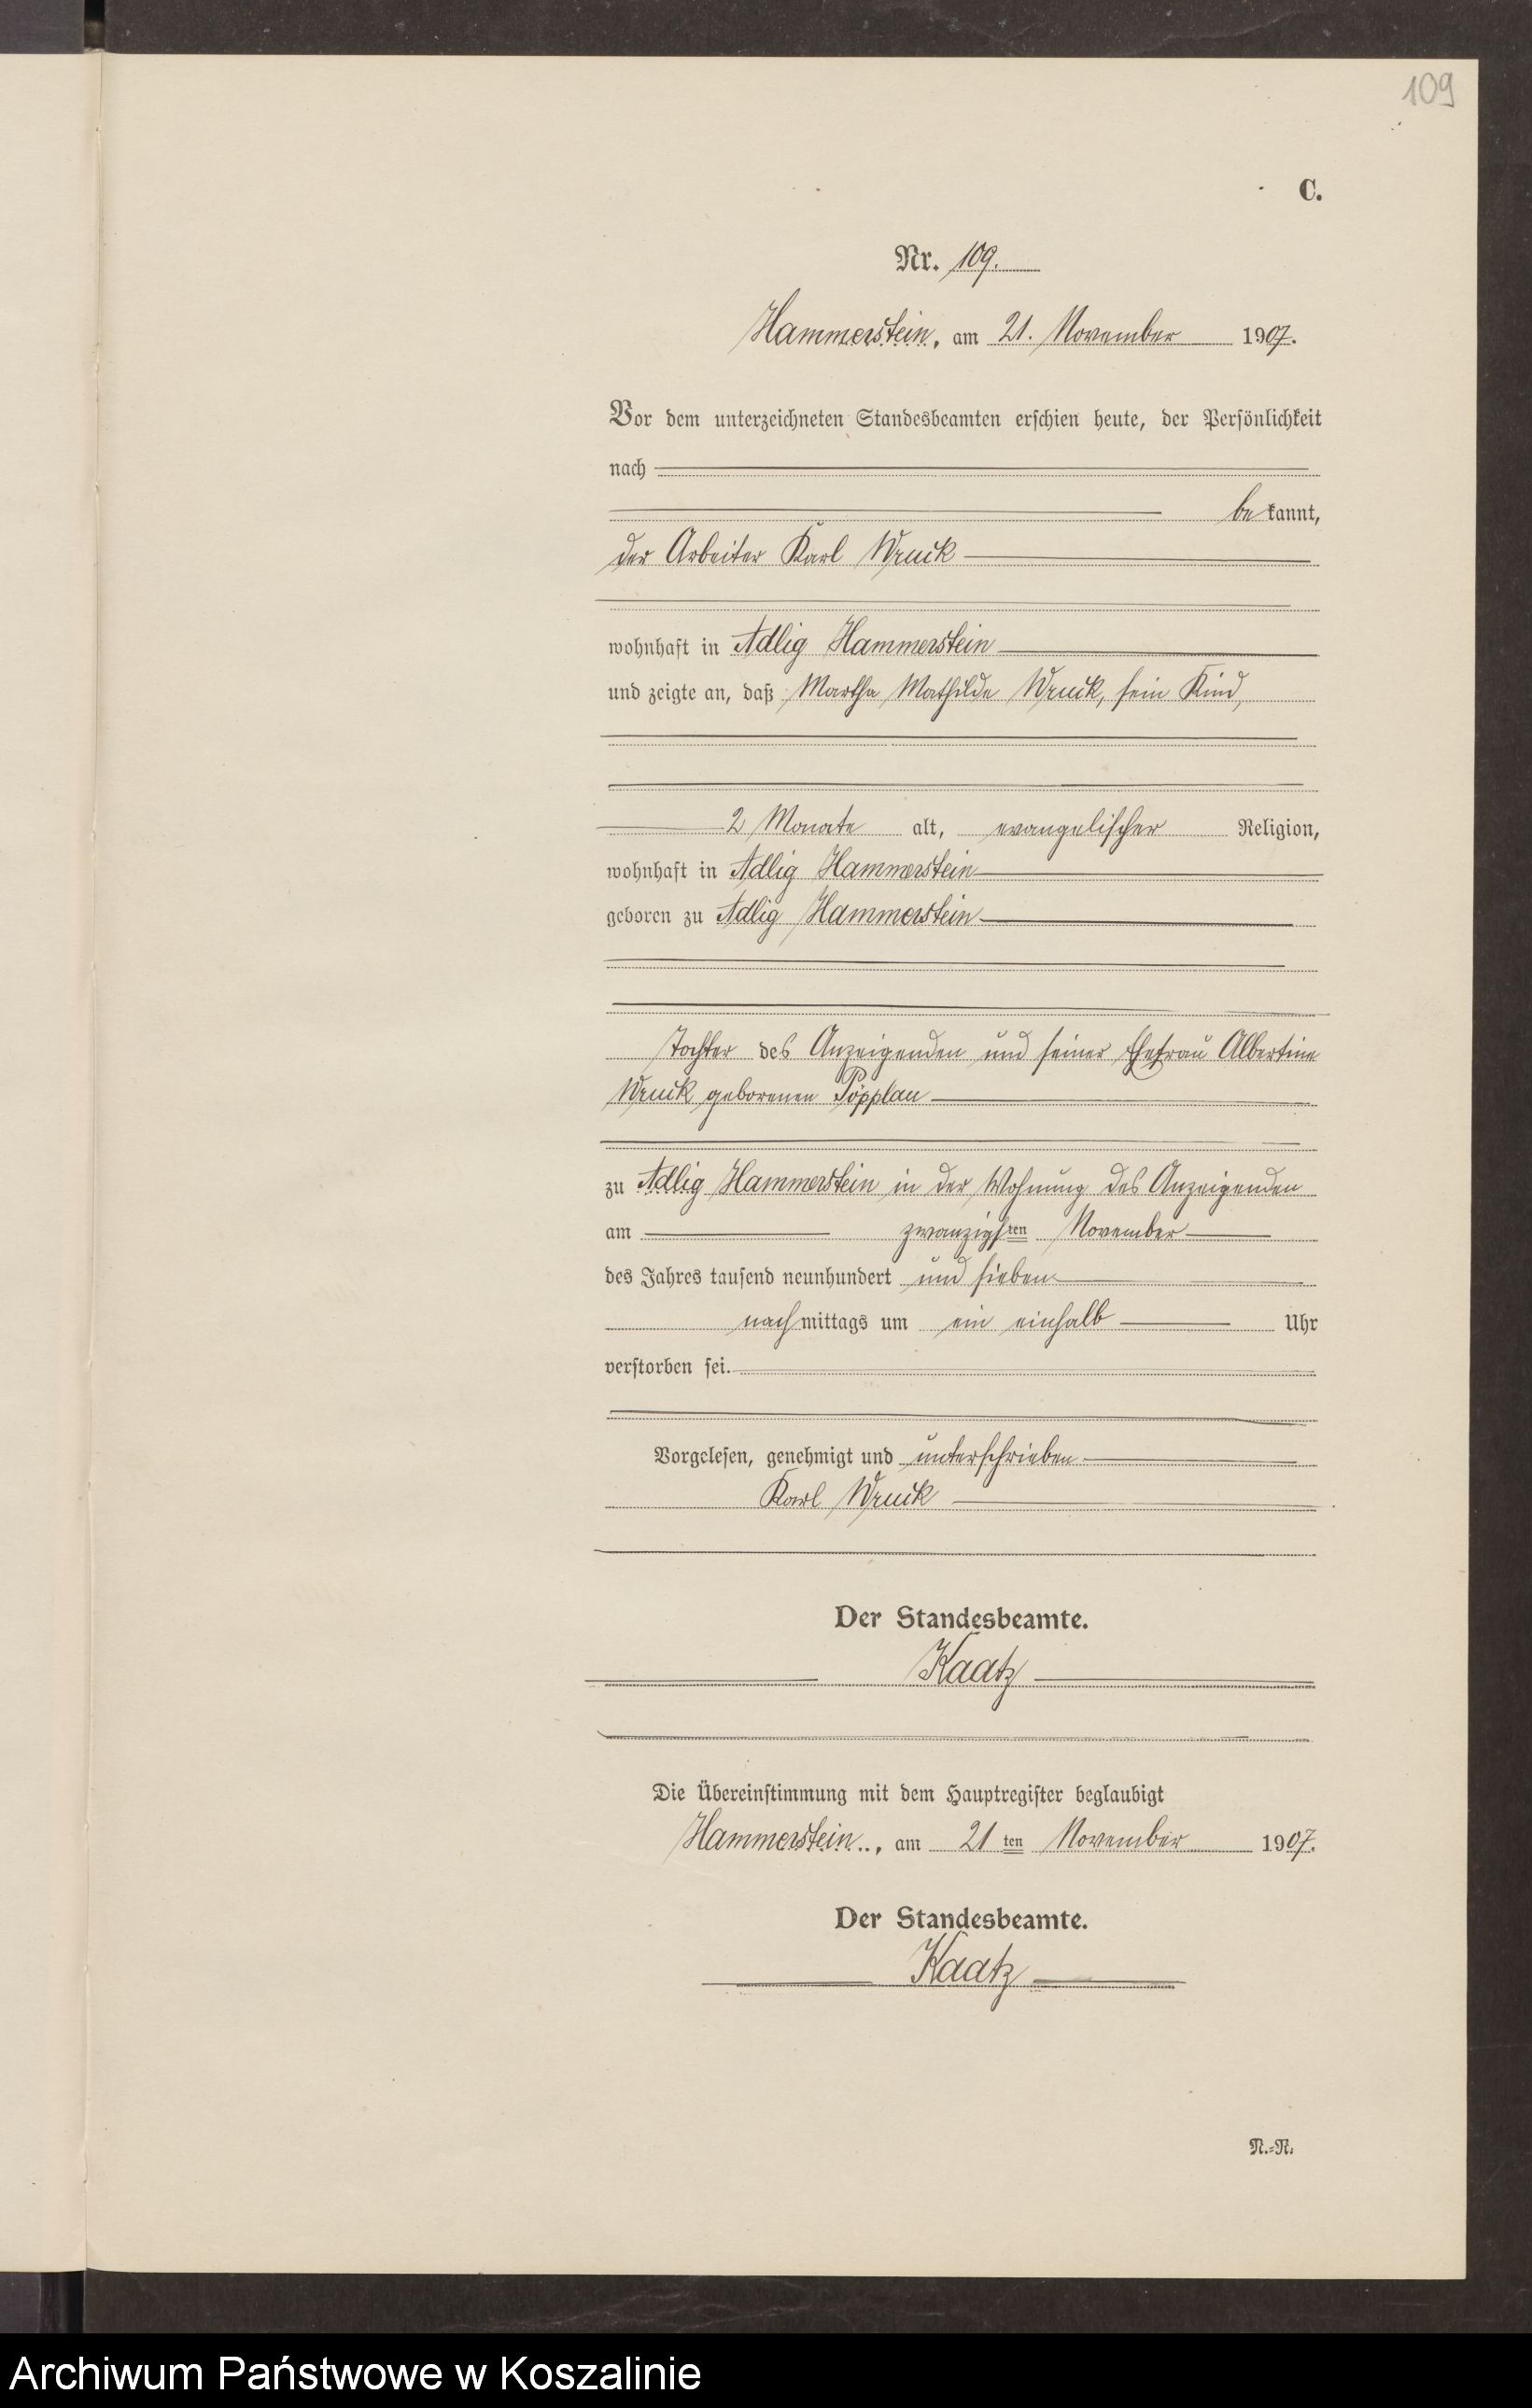 109
C.
Nr. 109.
Hammerstein, am 21. November 1907.
Vor dem unterzeichneten Standesbeamten erschien heute, der Persönlichkeit
nach
bekannt,
der Arbeiter Karl Wruck
wohnhaft in Adlig Hammerstein
und zeigte an, daß Martha Mathilde Wruck, sein Kind,
2 Monate alt, evangelischer Religion,
wohnhaft in Adlig Hammerstein
geboren zu Adlig Hammerstein
Tochter des Anzeigenden und seiner Ehefrau Albertine
Wruck geborenen Pöpplau
zu Adlig Hammerstein in der Wohnung des Anzeigenden
am zwanzigsten November
des Jahres tausend neunhundert und sieben
nachmittags um ein einhalb Uhr
verstorben sei.
Vorgelesen, genehmigt und unterschrieben
Karl Wruck
Der Standesbeamte.
Kaatz
Die Übereinstimmung mit dem Hauptregister beglaubigt
Hammerstein, am 21ten November 1907.
Der Standesbeamte.
Kaatz
N.-R.
Archiwum Państwowe w Koszalinie